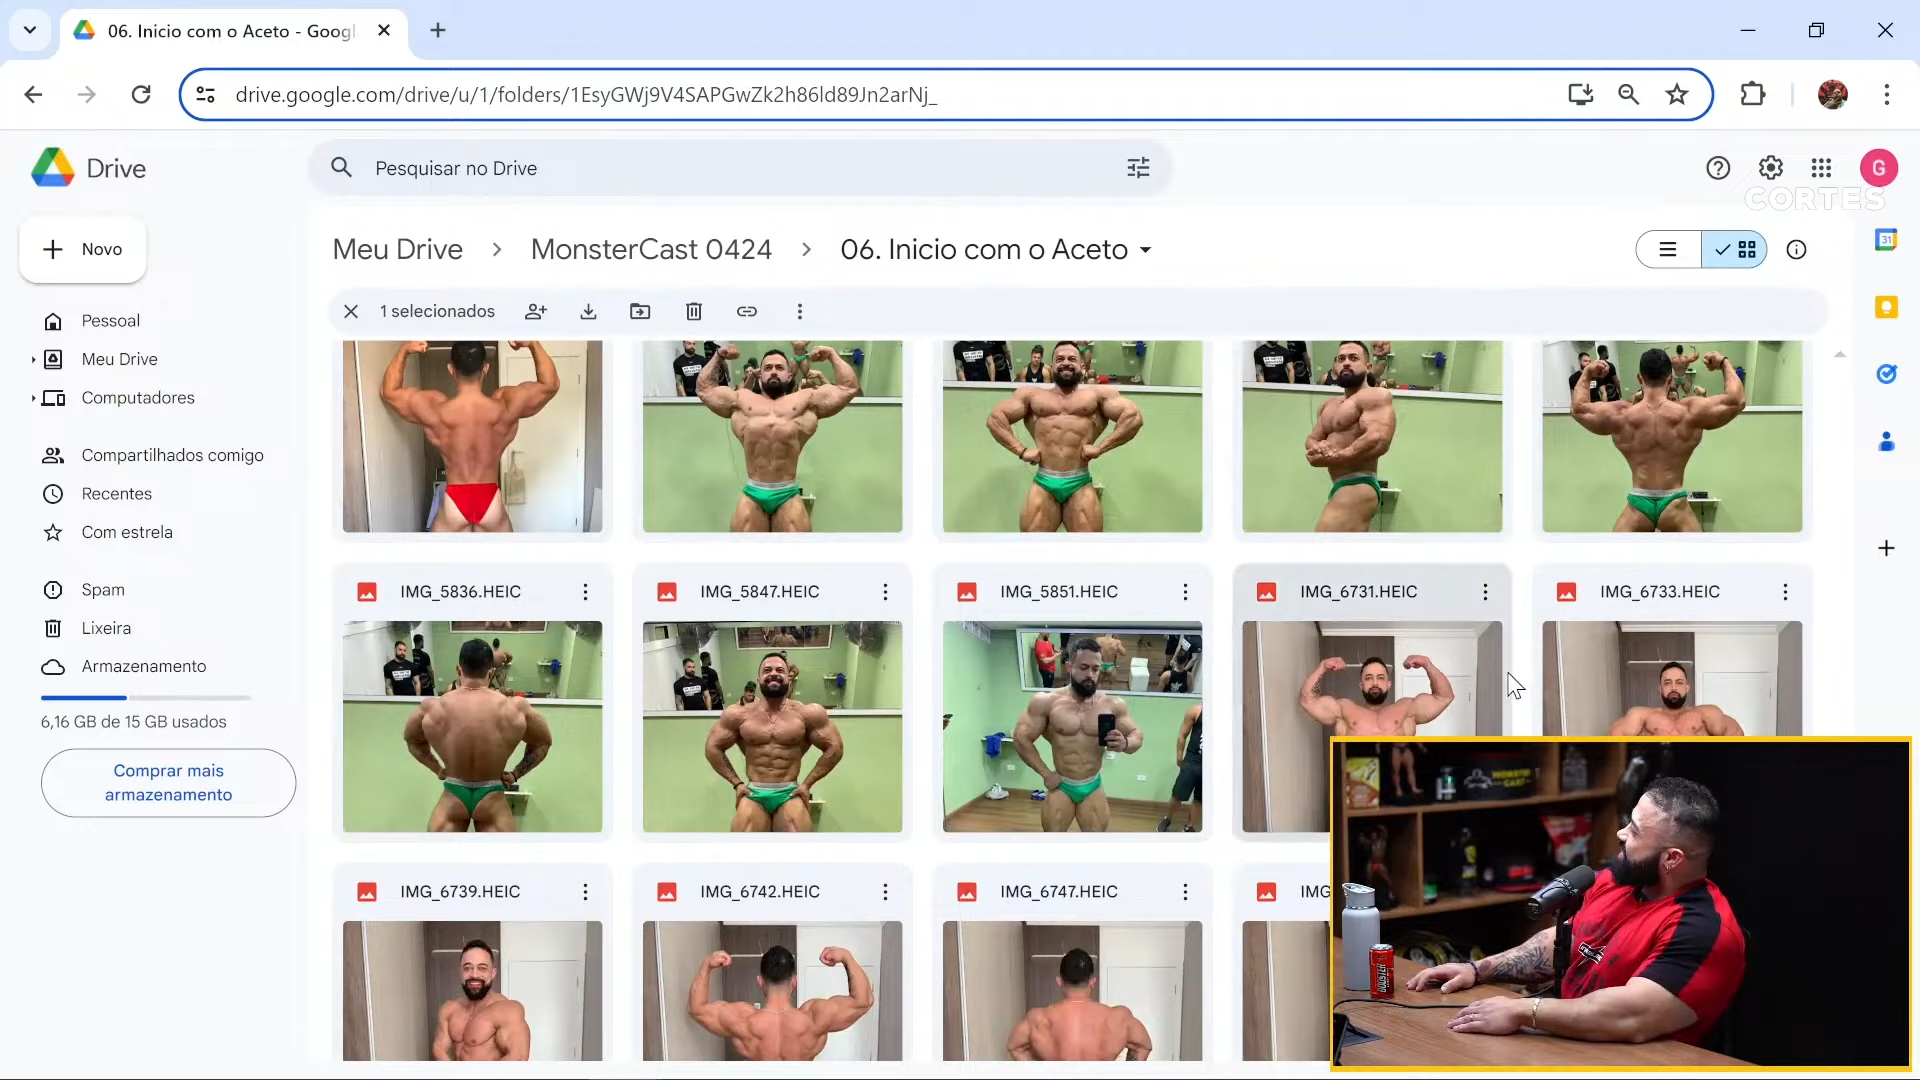 06. Inicio com o Aceto - Googl
drive.google.com/drive/u/1/folders/1EsyGWj9V4SAPGwZk2h86ld89Jn2arNj_
Drive
Pesquisar no Drive
G
CORTES
Novo
Meu Drive
MonsterCast 0424
06. Inicio com o Aceto
31
1 selecionados
Pessoal
Meu Drive
Computadores
Compartilhados comigo
Recentes
Com estrela
Spam
Lixeira
Armazenamento
6,16 GB de 15 GB usados
Comprar mais
armazenamento
IMG_5836.HEIC
IMG_5847.HEIC
IMG_5851.HEIC
IMG_6731.HEIC
IMG_6733.HEIC
IMG_6739.HEIC
IMG_6742.HEIC
IMG_6747.HEIC
IMG
MONSTER
CAST